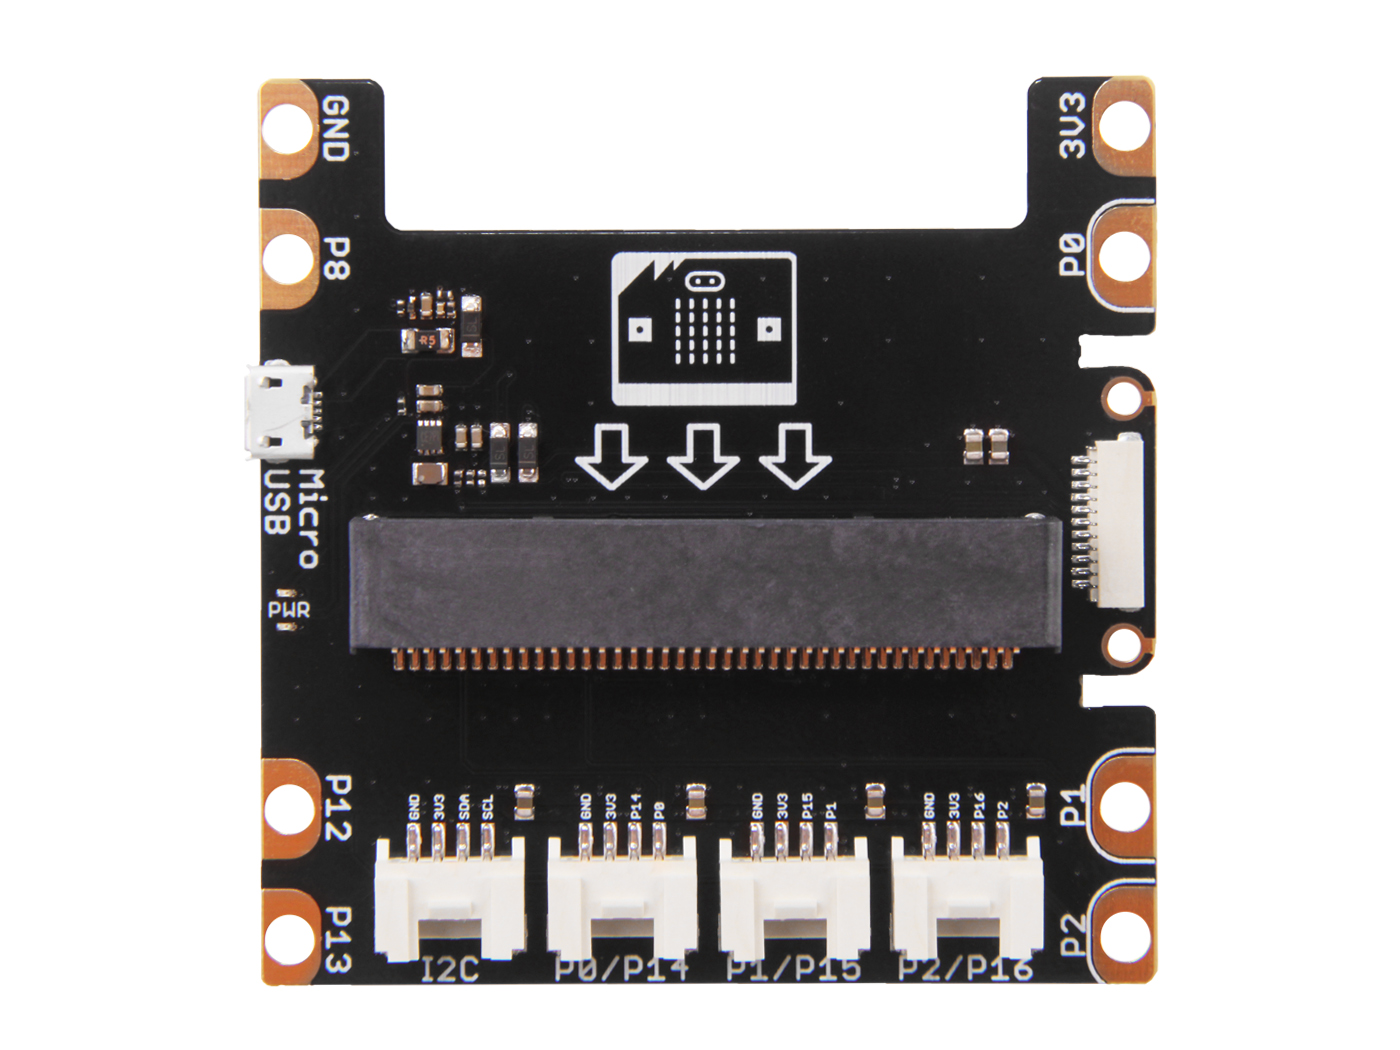 GND
3V3
P8
P0
R5
Micro
USB
PWR
P12
P1
GND 3V3 SDA SCL
GND 3V3 P14 P0
GND 3V3 P15 P1
GND 3V3 P16 P2
P13
P2
I2C
P0/P14
P1/P15
P2/P16